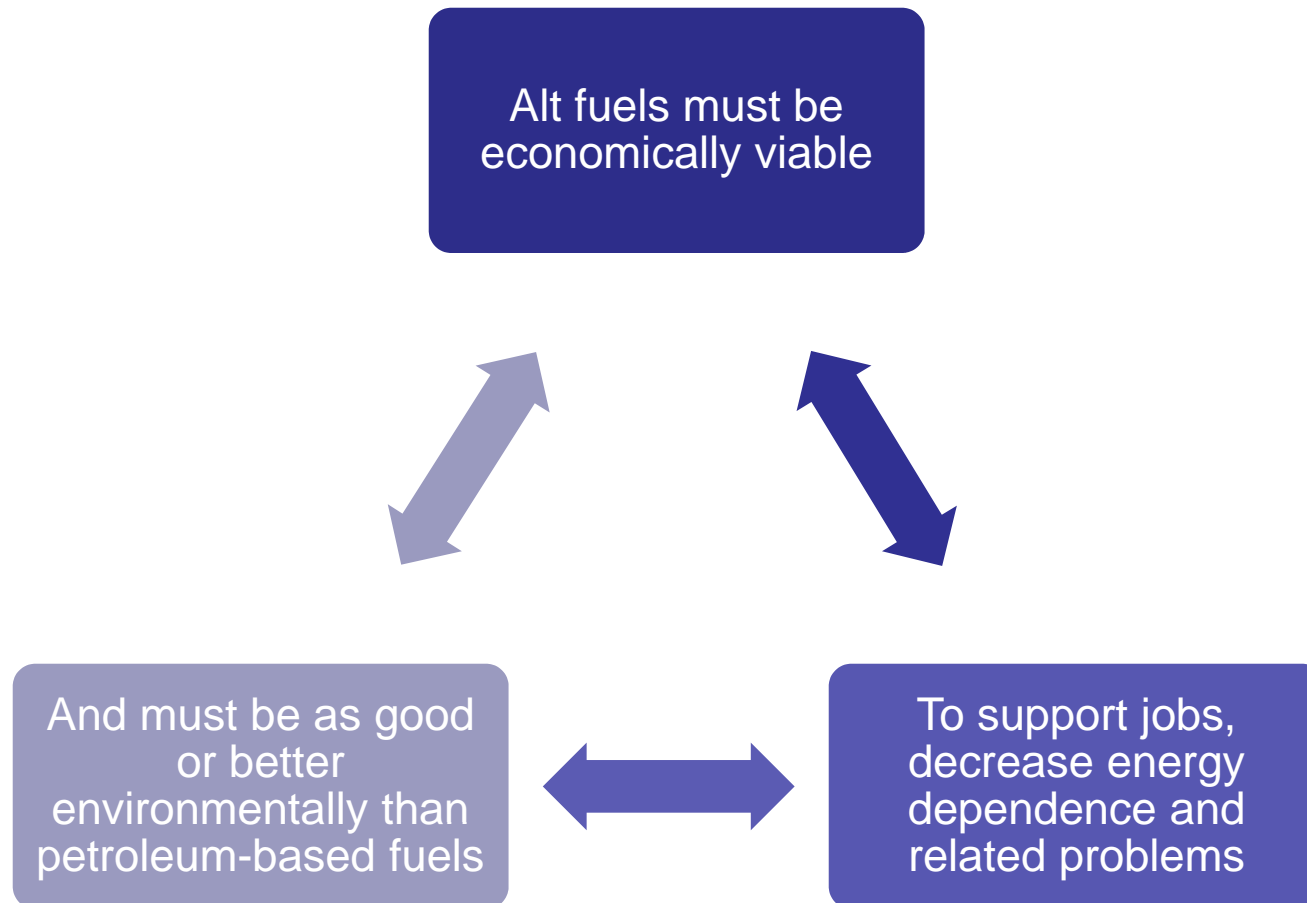 Alt fuels must be
economically viable
And must be as good
or better
environmentally than
petroleum-based fuels
To support jobs,
decrease energy
dependence and
related problems